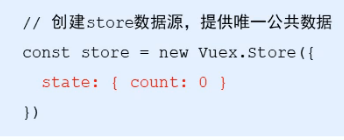 // 创建store数据源，提供唯一公共数据
const store = new Vuex.Store({
  state: { count: 0 }
})